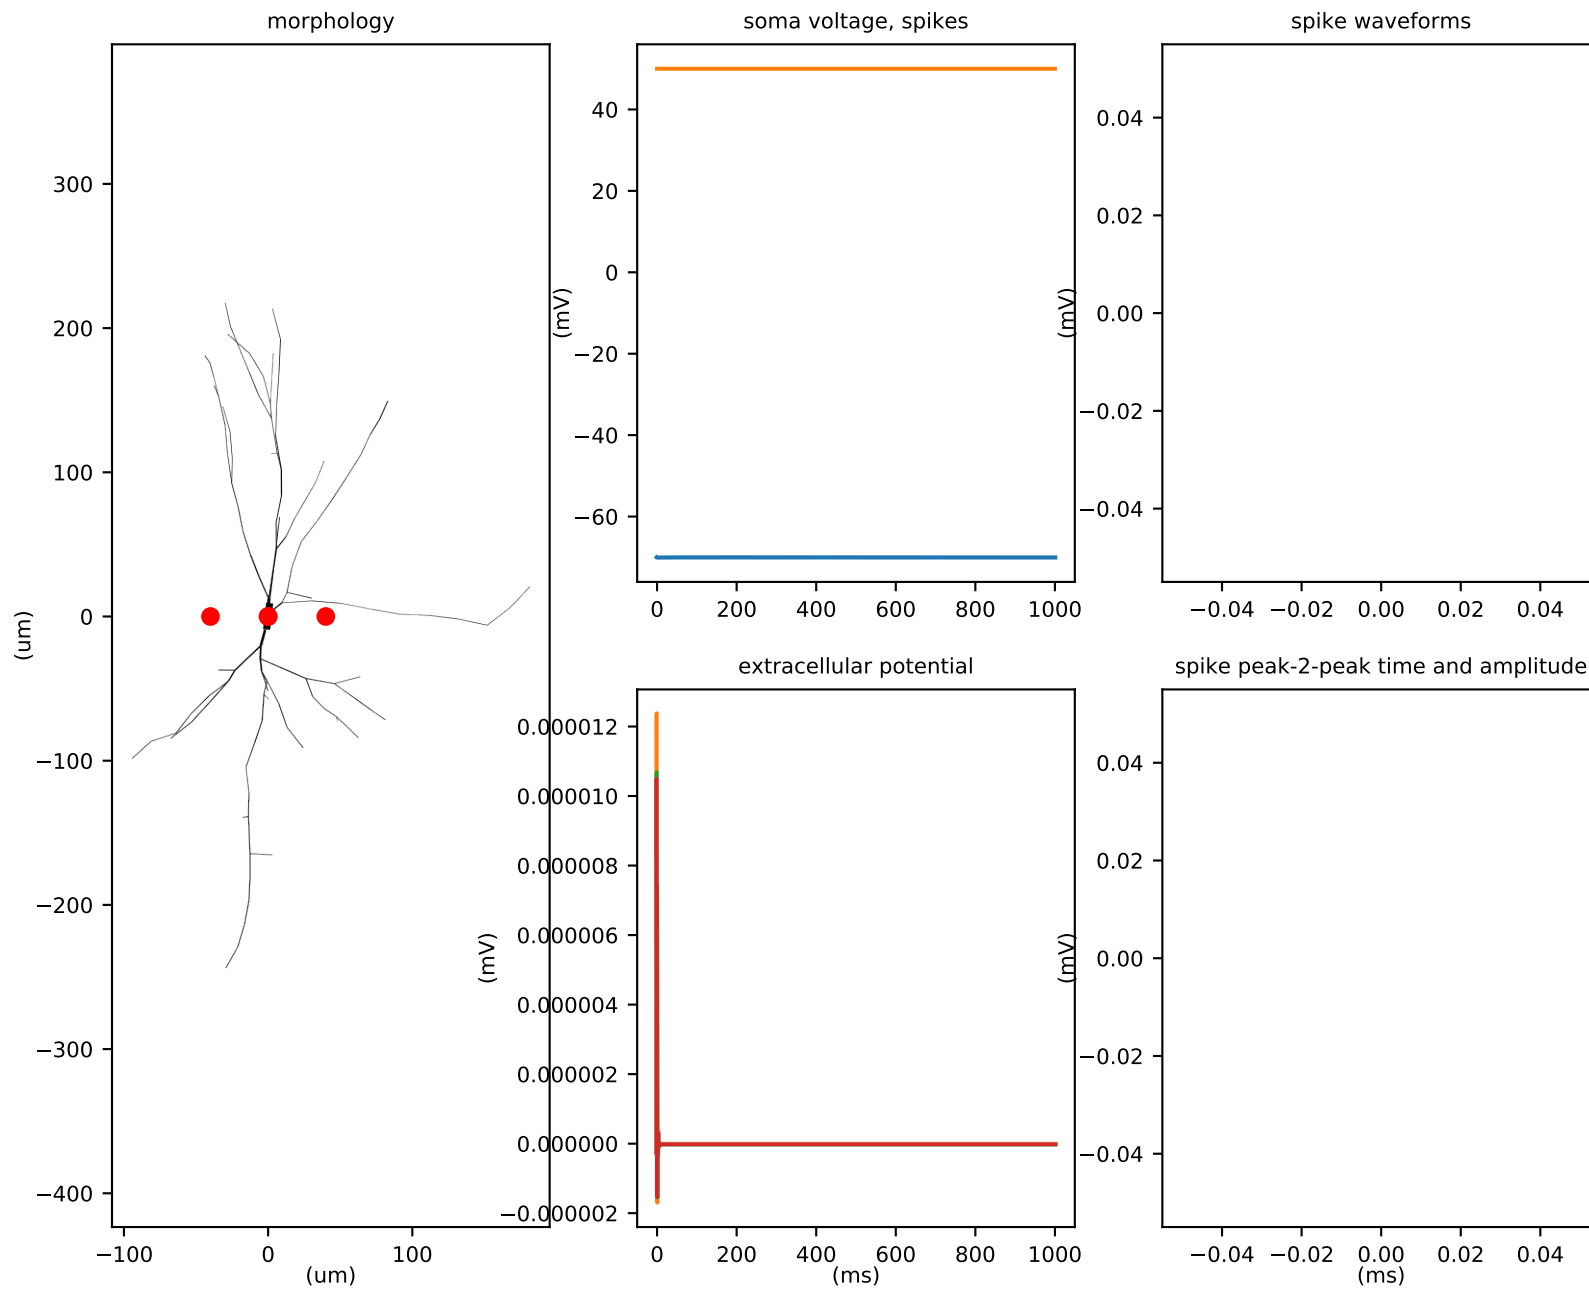 morphology
300
200
100
0
−100
−200
−300
−400
(um)
−100 0 100
(um)
soma voltage, spikes
40
20
0
−20
−40
−60
(mV)
0 200 400 600 800 1000
spike waveforms
0.04
0.02
0.00
−0.02
−0.04
(mV)
−0.04 −0.02 0.00 0.02 0.04
extracellular potential
0.000012
0.000010
0.000008
0.000006
0.000004
0.000002
0.000000
−0.000002
(mV)
0 200 400 600 800 1000
(ms)
spike peak-2-peak time and amplitude
0.04
0.02
0.00
−0.02
−0.04
(mV)
−0.04 −0.02 0.00 0.02 0.04
(ms)